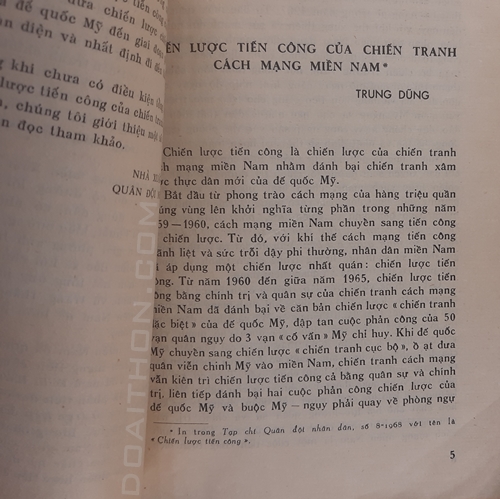 đưa chiến lược
đế quốc Mỹ đến giai đoạn
diện và nhất định đi đến
khi chưa có điều kiện
lược tiến công của chiến tranh
chúng tôi giới thiệu một
đọc tham khảo.
NHÀ
QUÂN ĐỘI
LƯỢC TIẾN CÔNG CỦA CHIẾN TRANH
CÁCH MẠNG MIỀN NAM*
TRUNG DŨNG
Chiến lược tiến công là chiến lược của chiến tranh
mạng miền Nam nhằm đánh bại chiến tranh xâm
thực dân mới của đế quốc Mỹ.
Bắt đầu từ phong trào cách mạng của hàng triệu quần
vùng lên khởi nghĩa từng phần trong những năm
59—1960, cách mạng miền Nam chuyển sang tiến công
chiến lược. Từ đó, với khí thế cách mạng tiến công
liệt và sức trỗi dậy phi thường, nhân dân miền Nam
áp dụng một chiến lược nhất quán: chiến lược tiến
ông. Từ năm 1960 đến giữa năm 1965, chiến lược tiến
ông bằng chính trị và quân sự của chiến tranh cách mạng
miền Nam đã đánh bại về căn bản chiến lược « chiến tranh
ặc biệt » của đế quốc Mỹ, đập tan cuộc phản công của 50
vạn quân ngụy do 3 vạn « cố vấn » Mỹ chỉ huy. Khi đế quốc
Mỹ chuyển sang chiến lược « chiến tranh cục bộ », ồ ạt đưa
quân viễn chinh Mỹ vào miền Nam, chiến tranh cách mạng
vẫn kiên trì chiến lược tiến công cả bằng quân sự và chính
trị, liên tiếp đánh bại hai cuộc phản công chiến lược của
đế quốc Mỹ và buộc Mỹ — ngụy phải quay về phòng ngự
* In trong Tạp chí Quân đội nhân dân, số 8-1968 với tên là
« Chiến lược tiến công ».
5
DOAITHON.COM